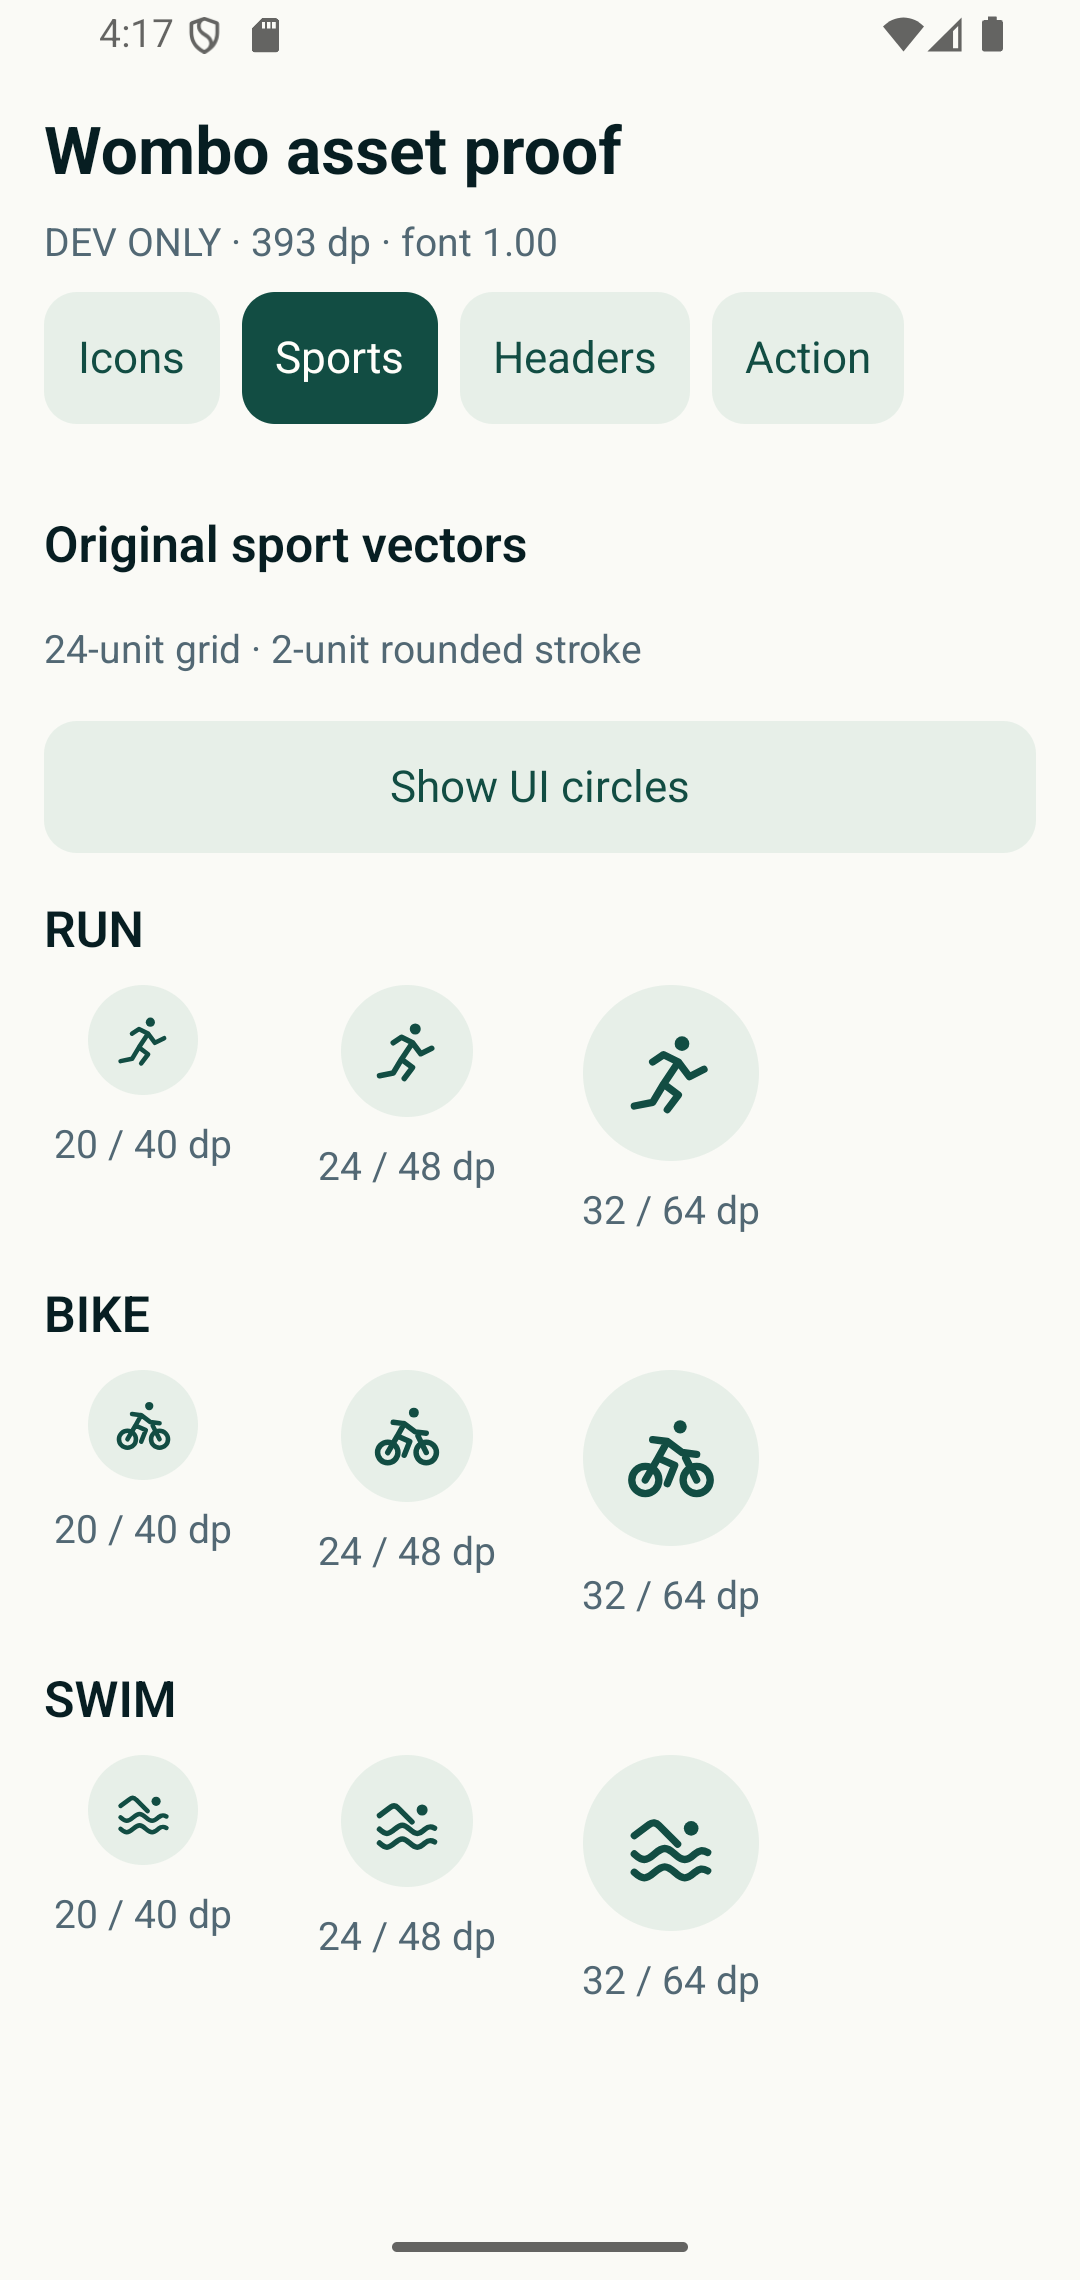 4:17
Wombo asset proof
DEV ONLY · 393 dp · font 1.00
Icons Sports Headers Action
Original sport vectors
24-unit grid · 2-unit rounded stroke
Show UI circles
RUN
20 / 40 dp 24 / 48 dp 32 / 64 dp
BIKE
20 / 40 dp 24 / 48 dp 32 / 64 dp
SWIM
20 / 40 dp 24 / 48 dp 32 / 64 dp